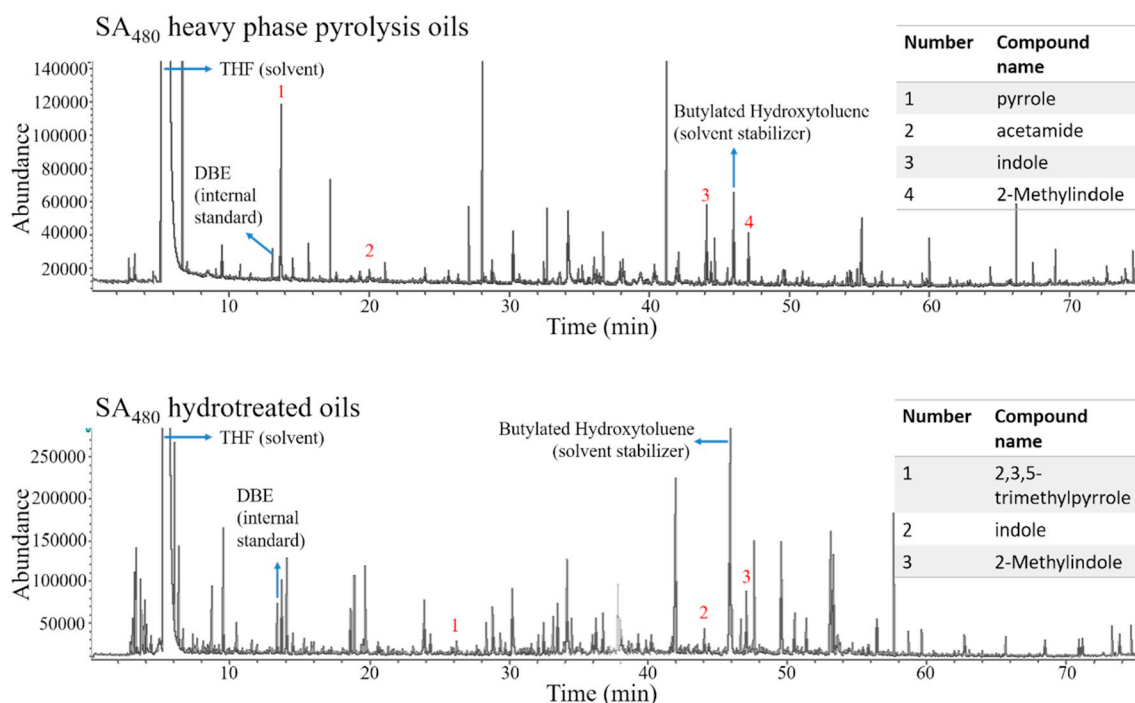 SA480 heavy phase pyrolysis oils
Number Compound name
1 pyrrole
2 acetamide
3 indole
4 2-Methylindole
140000
120000
100000
80000
60000
40000
20000
Abundance
THF (solvent)
1
DBE
(internal
standard)
2
Butylated Hydroxytoluene
(solvent stabilizer)
3
4
10 20 30 40 50 60 70
Time (min)
SA480 hydrotreated oils
Number Compound name
1 2,3,5-
trimethylpyrrole
2 indole
3 2-Methylindole
250000
200000
150000
100000
50000
Abundance
THF (solvent)
DBE
(internal
standard)
Butylated Hydroxytoluene
(solvent stabilizer)
1
2
3
10 20 30 40 50 60 70
Time (min)